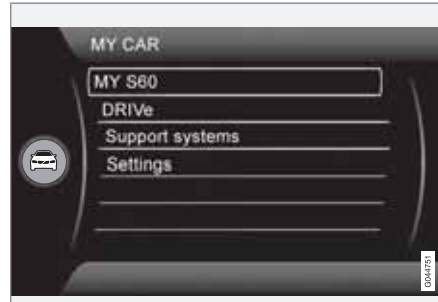 MY CAR
MY S60
DRIVe
Support systems
Settings
G044751